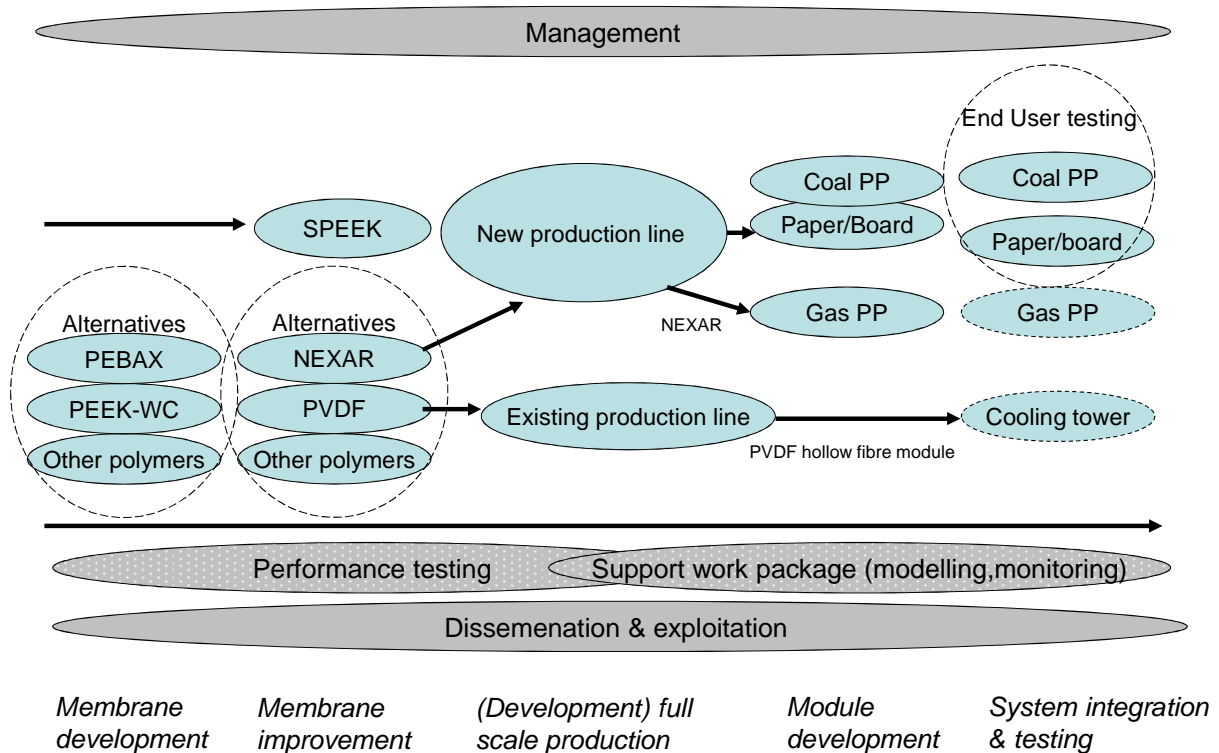 Management
End User testing
Coal PP
Coal PP
SPEEK
New production line
Paper/Board
Paper/board
Alternatives
Alternatives
NEXAR
Gas PP
Gas PP
PEBAX
NEXAR
PEEK-WC
PVDF
Existing production line
Cooling tower
PVDF hollow fibre module
Other polymers
Other polymers
Performance testing
Support work package (modelling,monitoring)
Dissemenation & exploitation
Membrane
development
Membrane
improvement
(Development) full
scale production
Module
development
System integration
& testing